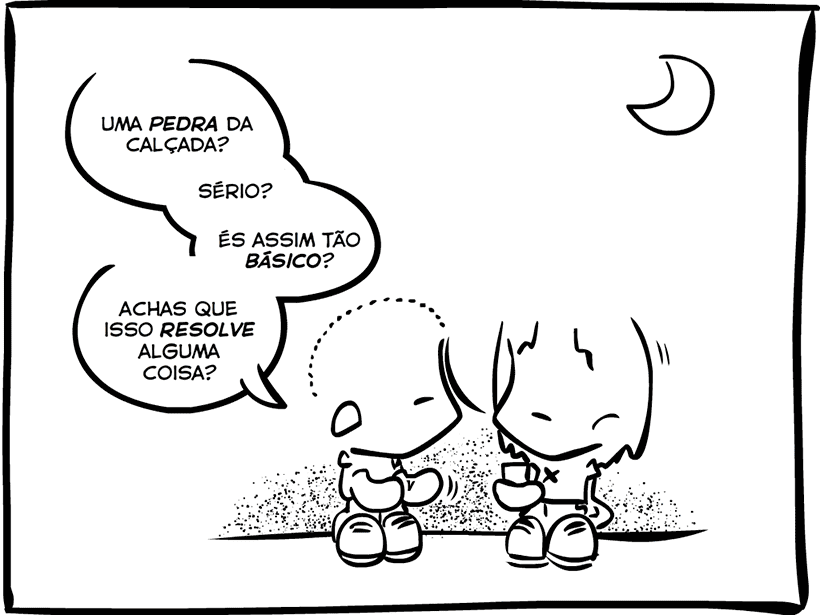 UMA PEDRA DA
CALÇADA?
SÉRIO?
ÉS ASSIM TÃO
BÁSICO?
ACHAS QUE
ISSO RESOLVE
ALGUMA
COISA?